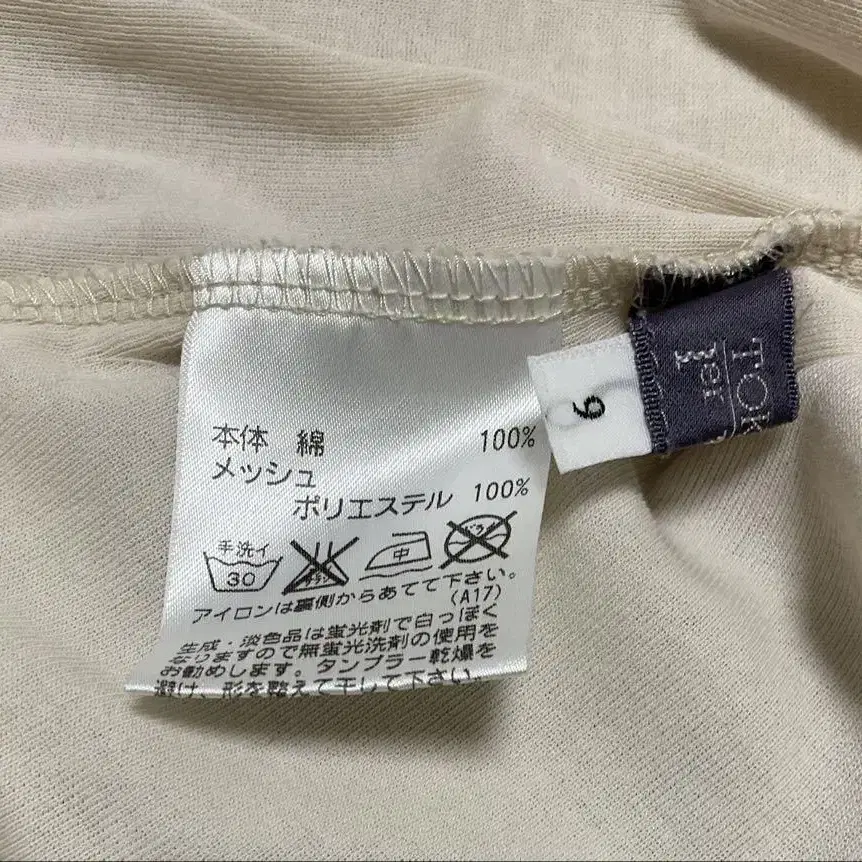 本体 綿 100%
メッシュ
ポリエステル 100%
手洗イ
30
中
アイロンは裏側からあてて下さい。
(A17)
生成・淡色品は蛍光剤で白っぽく
なりますので無蛍光洗剤の使用を
お勧めします。タンブラー乾燥を
避け、形を整えて干して下さい。
9